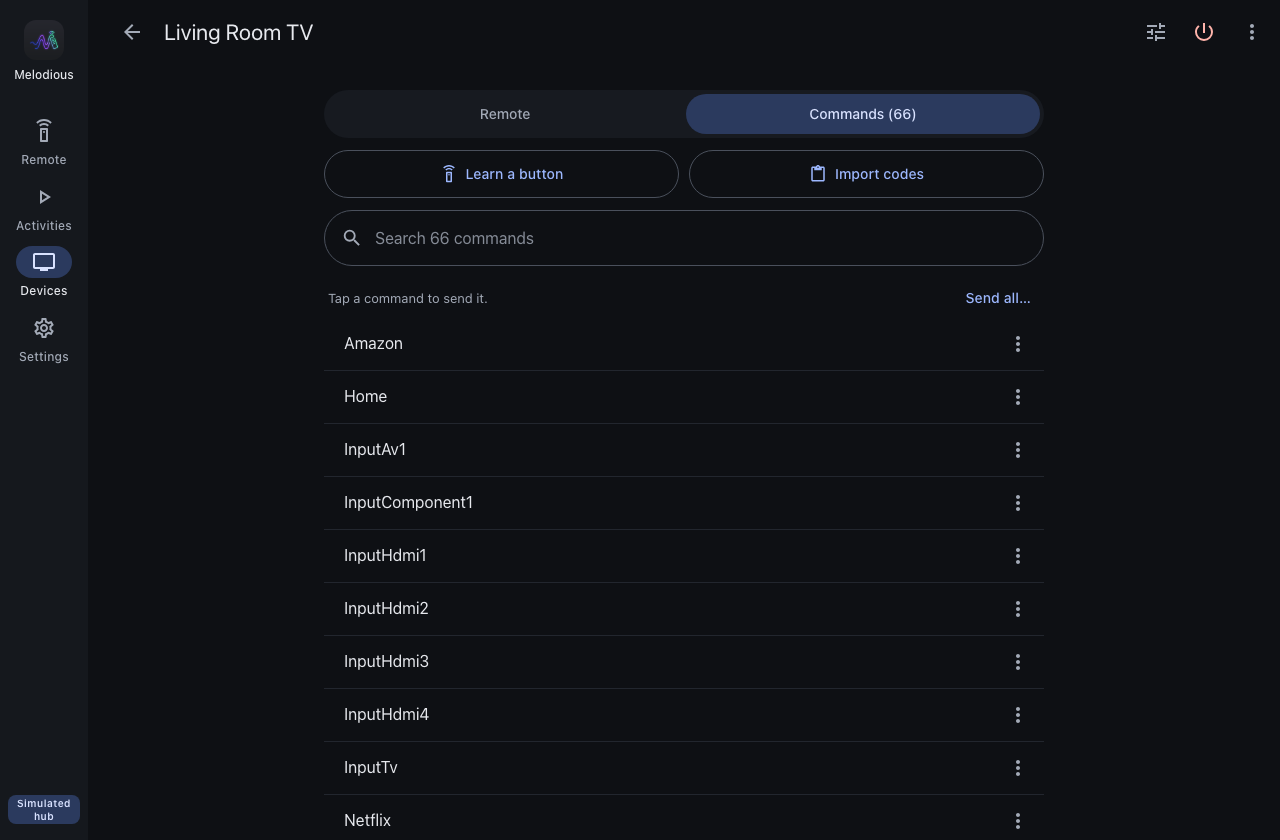 Melodious
Remote
Activities
Devices
Settings
Simulated
hub
Living Room TV
Remote
Commands (66)
Learn a button
Import codes
Search 66 commands
Tap a command to send it.
Send all...
Amazon
Home
InputAv1
InputComponent1
InputHdmi1
InputHdmi2
InputHdmi3
InputHdmi4
InputTv
Netflix